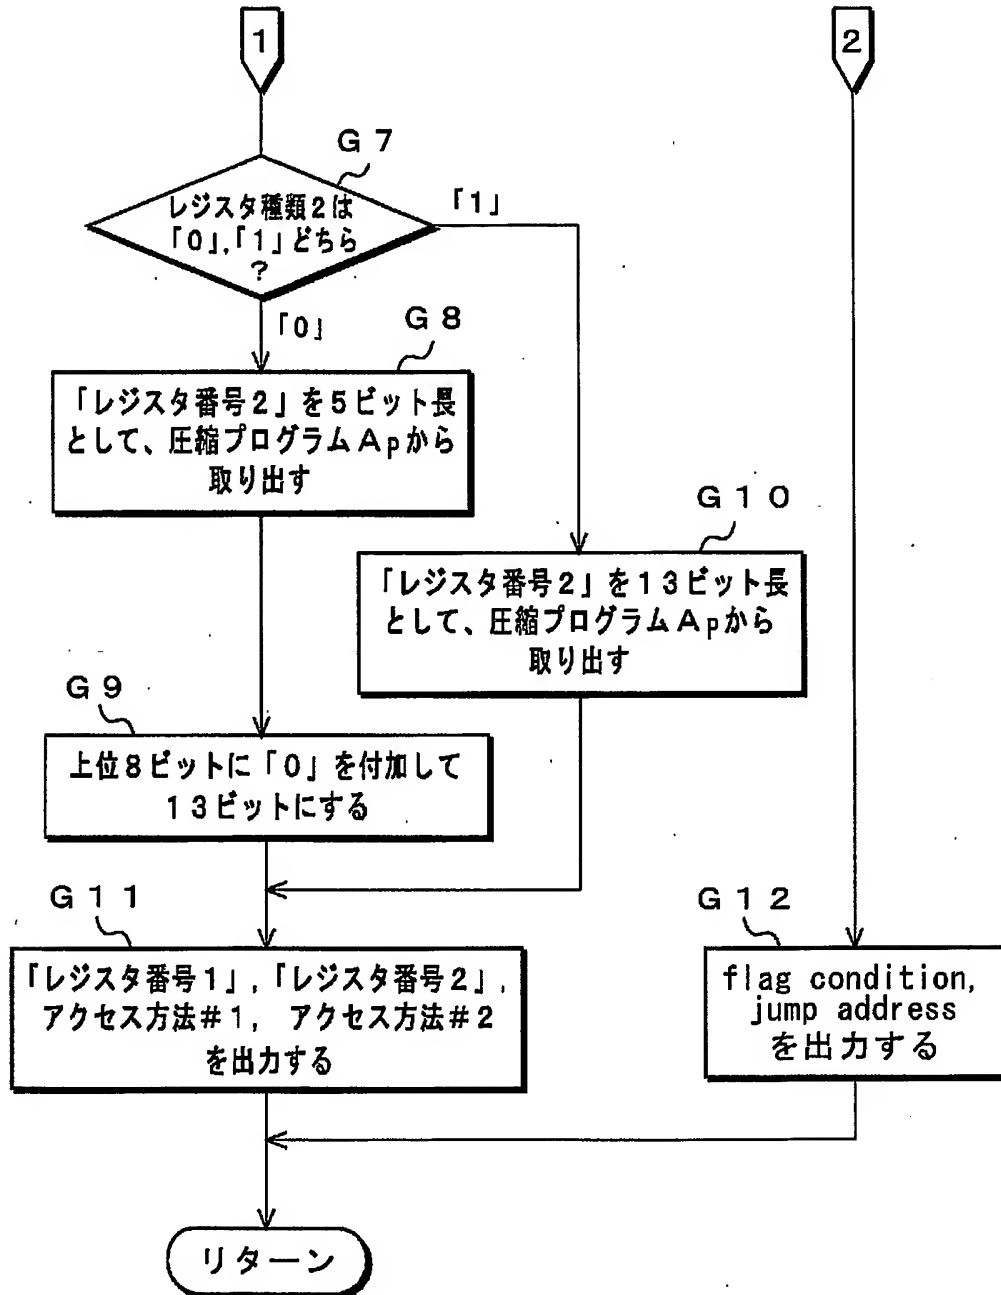 1
2
G7
レジスタ種類2は
「0」,「1」どちら
?
「1」
「0」
G8
「レジスタ番号2」を5ビット長
として、圧縮プログラムApから
取り出す
G10
「レジスタ番号2」を13ビット長
として、圧縮プログラムApから
取り出す
G9
上位8ビットに「0」を付加して
13ビットにする
G11
「レジスタ番号1」,「レジスタ番号2」,
アクセス方法#1, アクセス方法#2
を出力する
G12
flag condition,
jump address
を出力する
リターン